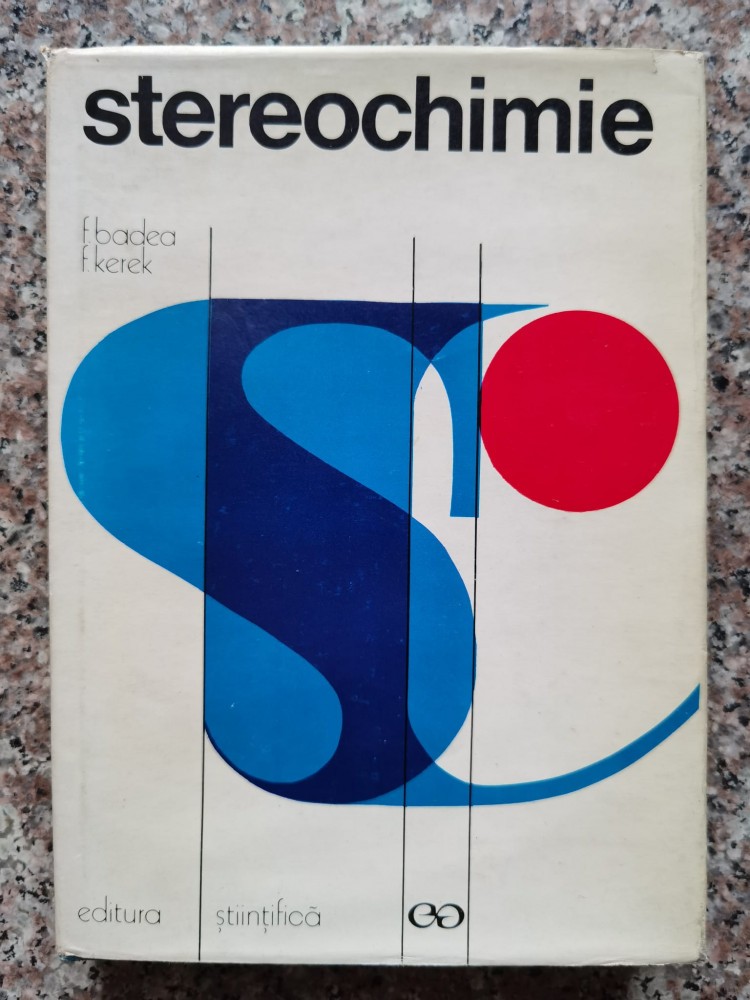 stereochimie
f. badea
f. kerek
editura științifică